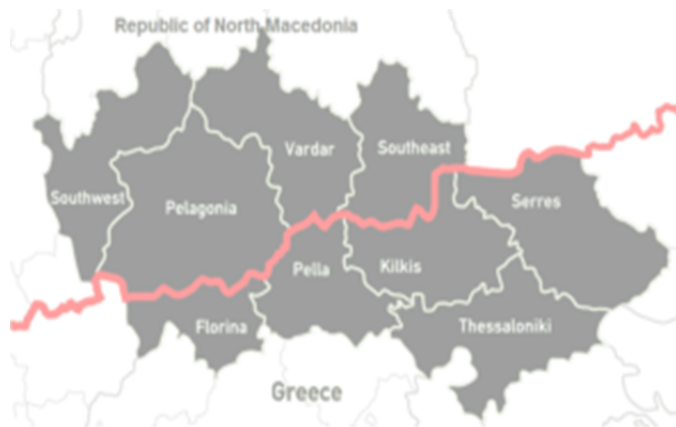 Republic of North Macedonia
Vardar
Southeast
Southwest
Pelagonia
Serres
Pella
Kilkis
Florina
Thessaloniki
Greece